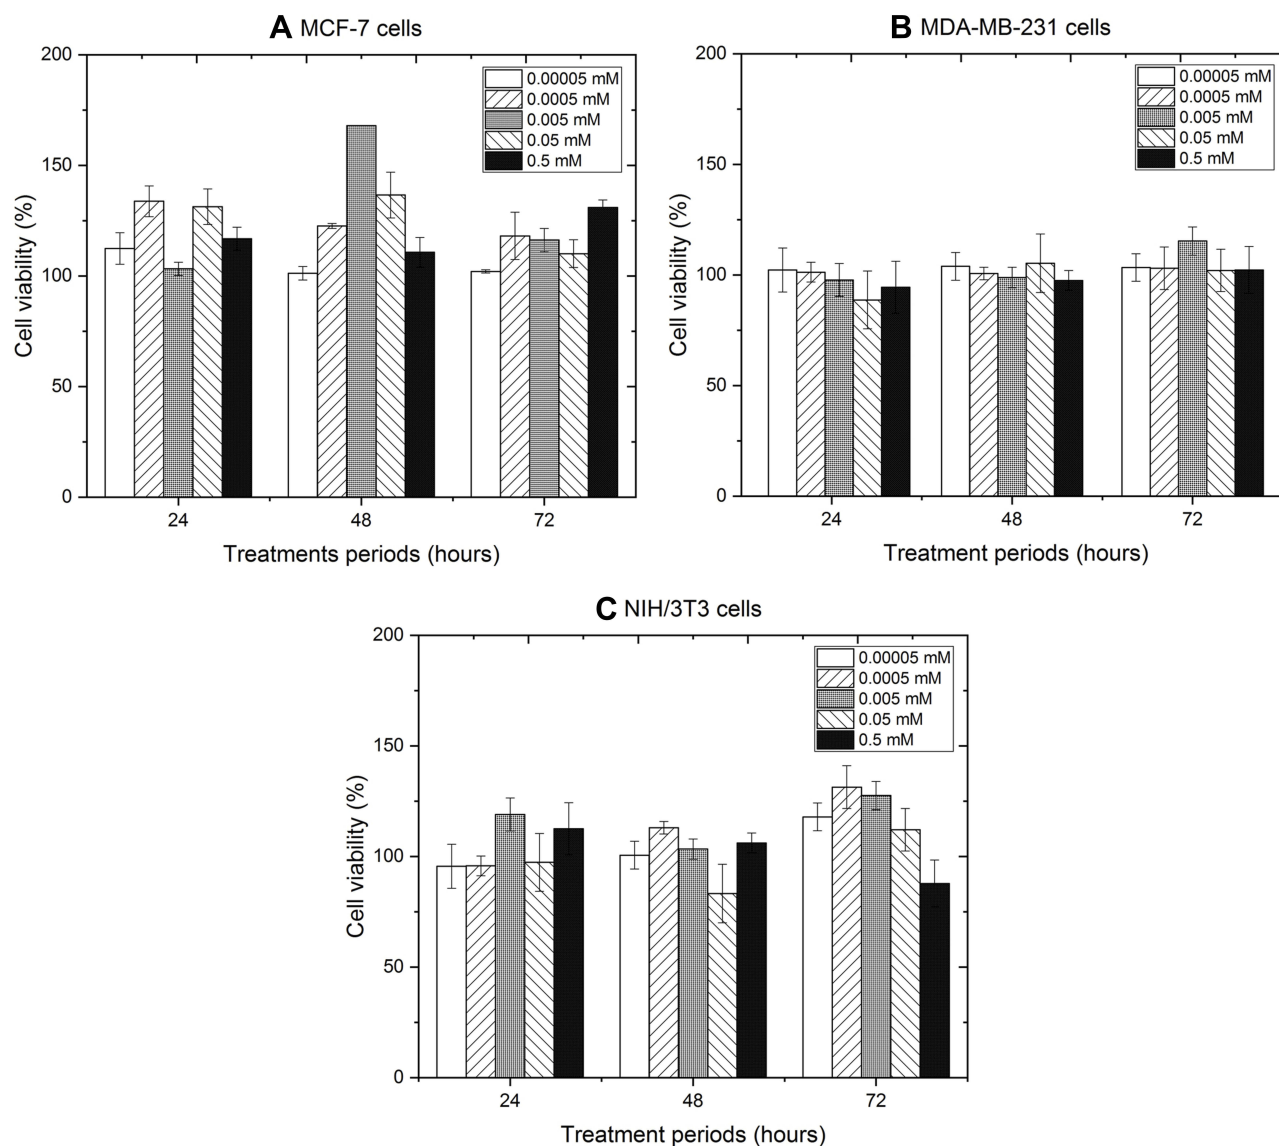 A MCF-7 cells
200
150
100
50
0
Cell viability (%)
0.00005 mM
0.0005 mM
0.005 mM
0.05 mM
0.5 mM
24
48
72
Treatments periods (hours)
B MDA-MB-231 cells
200
150
100
50
0
Cell viability (%)
0.00005 mM
0.0005 mM
0.005 mM
0.05 mM
0.5 mM
24
48
72
Treatment periods (hours)
C NIH/3T3 cells
200
150
100
50
0
Cell viability (%)
0.00005 mM
0.0005 mM
0.005 mM
0.05 mM
0.5 mM
24
48
72
Treatment periods (hours)